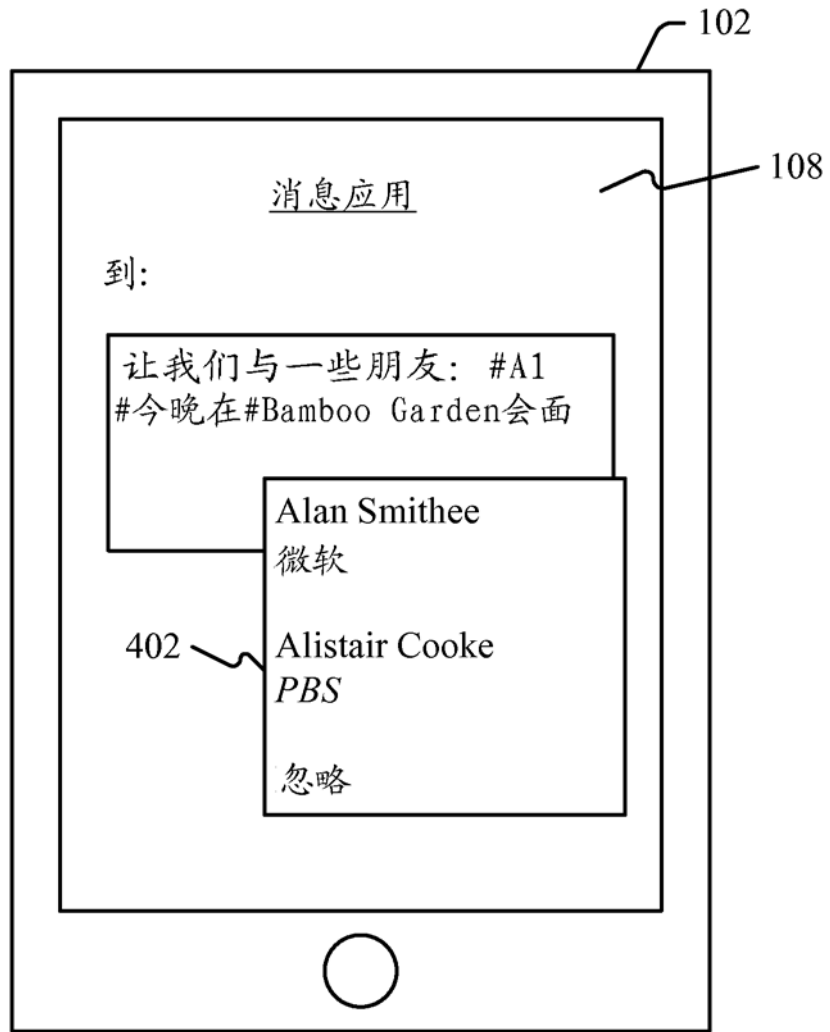 102
108
消息应用
到:
让我们与一些朋友: #A1
#今晚在#Bamboo Garden会面
Alan Smithee
微软
402
Alistair Cooke
PBS
忽略